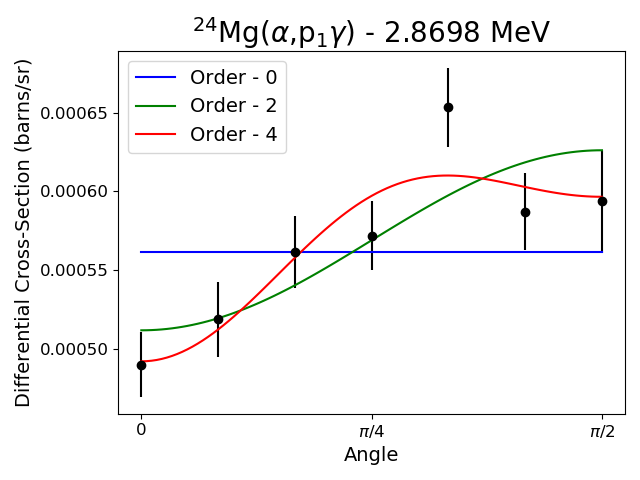 ²⁴Mg(α,p₁γ) - 2.8698 MeV
Order - 0
Order - 2
Order - 4
Differential Cross-Section (barns/sr)
0.00065
0.00060
0.00055
0.00050
0
π/4
π/2
Angle